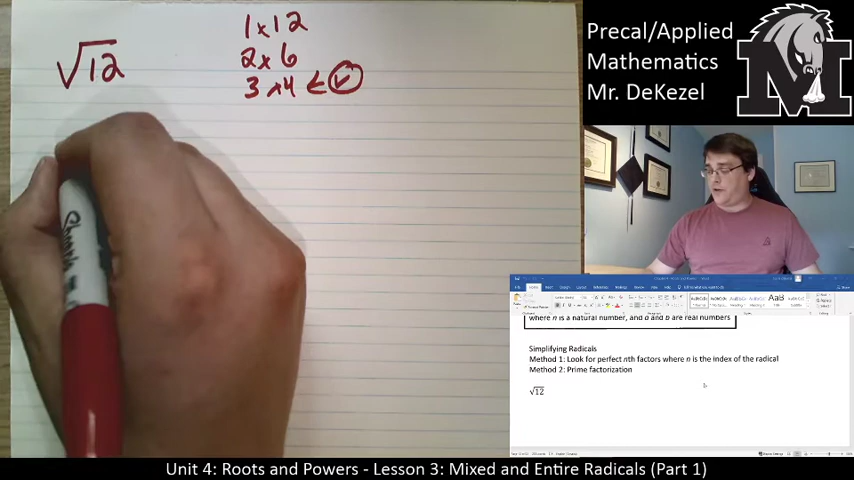 √12
1 x 12
2 x 6
3 x 4 ← ✓
Sharpie
Precal/Applied
Mathematics
Mr. DeKezel
where n is a natural number, and a and b are real numbers
Simplifying Radicals
Method 1: Look for perfect nth factors where n is the index of the radical
Method 2: Prime factorization
√12
Unit 4: Roots and Powers - Lesson 3: Mixed and Entire Radicals (Part 1)